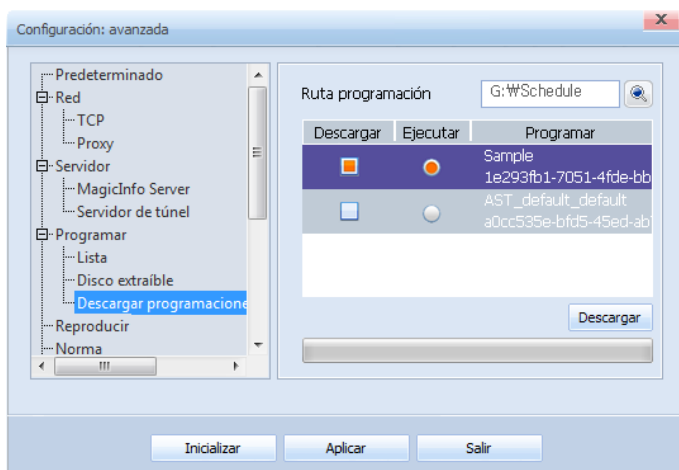 Configuración: avanzada
Predeterminado
Red
TCP
Proxy
Servidor
MagicInfo Server
Servidor de túnel
Programar
Lista
Disco extraíble
Descargar programacione
Reproducir
Norma
Ruta programación
G:₩Schedule
Descargar Ejecutar Programar
Sample
1e293fb1-7051-4fde-bb
AST_default_default
a0cc535e-bfd5-45ed-ab
Descargar
Inicializar Aplicar Salir